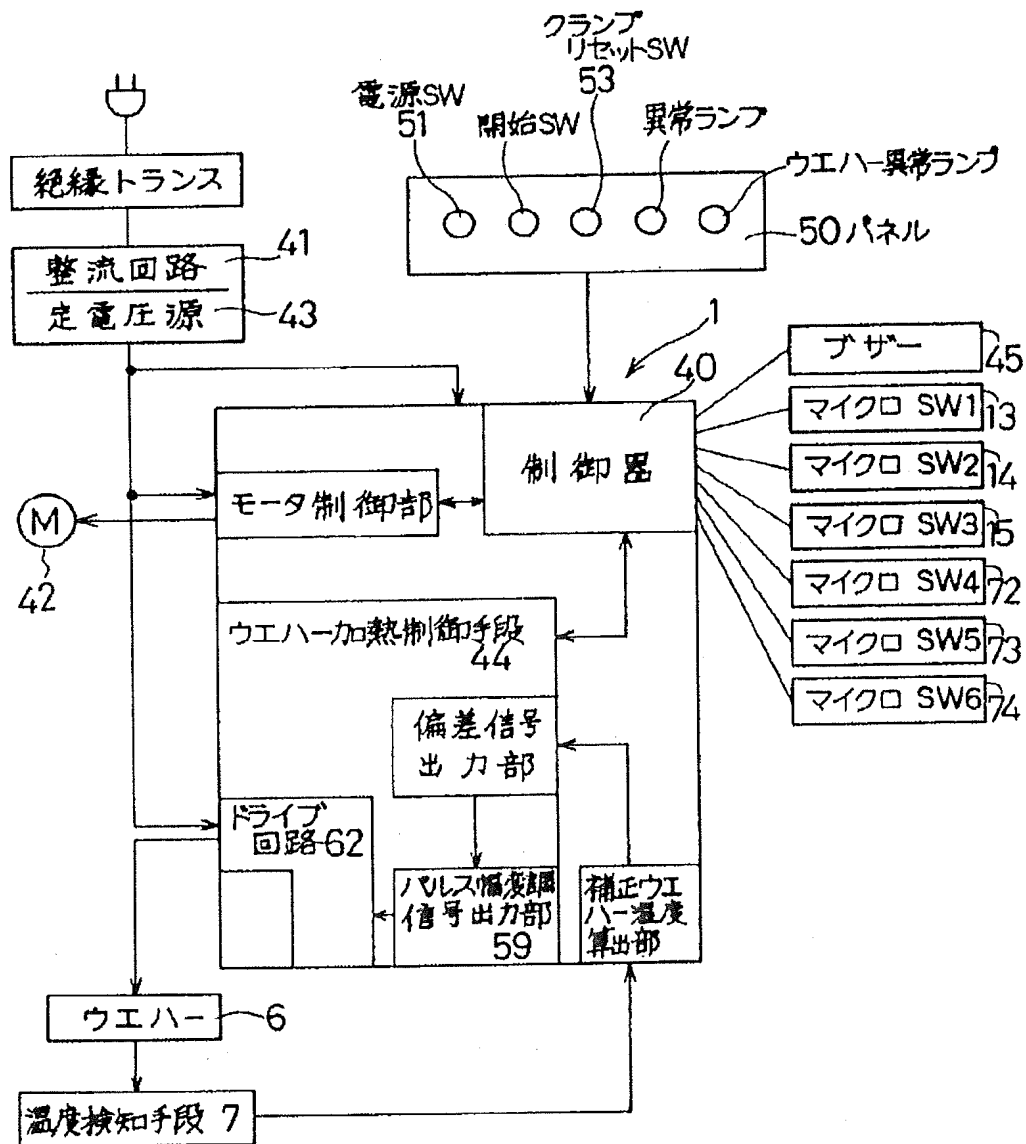 クランプ
リセットSW
53
電源SW
51
開始SW
異常ランプ
ウエハー異常ランプ
50 パネル
絶縁トランス
整流回路
41
定電圧源
43
1
40
制御器
モータ制御部
M
42
ブザー
45
マイクロ SW1
13
マイクロ SW2
14
マイクロ SW3
15
マイクロ SW4
72
マイクロ SW5
73
マイクロ SW6
74
ウエハー加熱制御手段
44
偏差信号
出力部
ドライブ
回路 62
パルス幅変調
信号出力部
59
補正ウエ
ハー温度
算出部
ウエハー
6
温度検知手段 7